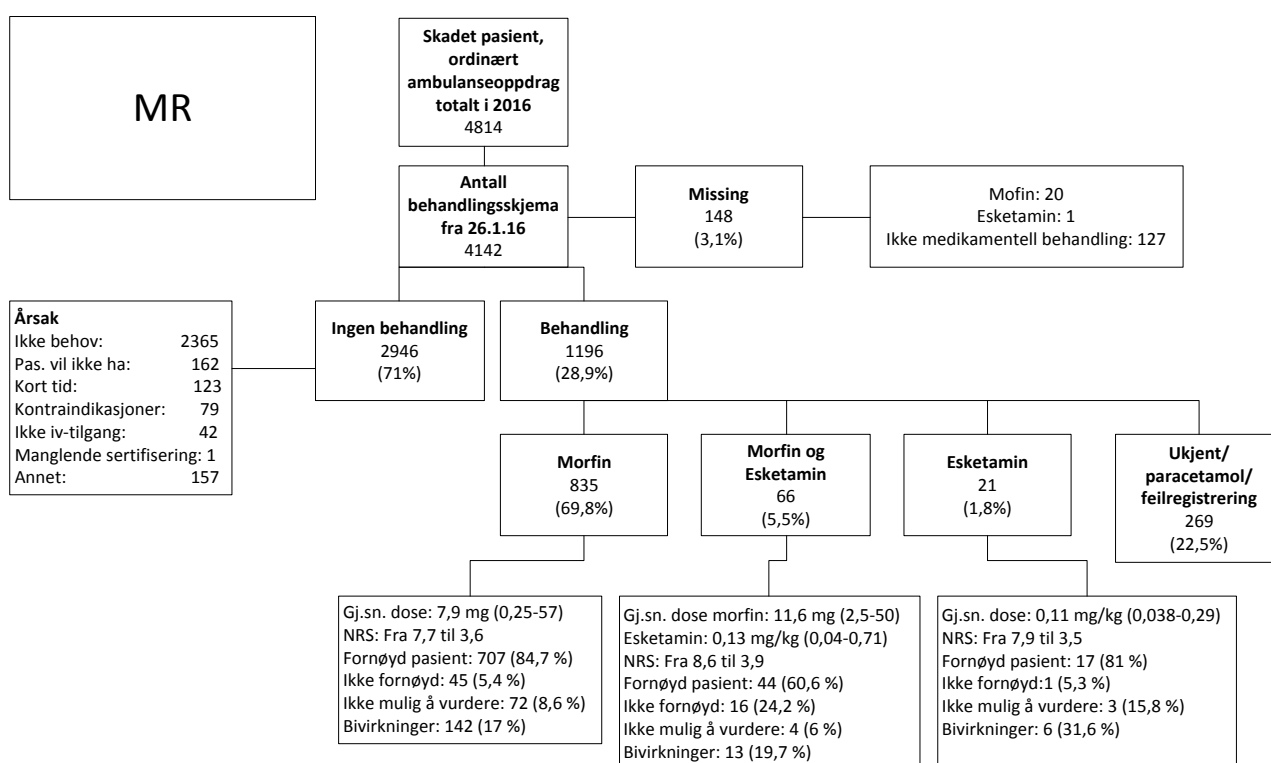 MR
Skadet pasient,
ordinært
ambulanseoppdrag
totalt i 2016
4814
Antall
behandlingsskjema
fra 26.1.16
4142
Missing
148
(3,1%)
Mofin: 20
Esketamin: 1
Ikke medikamentell behandling: 127
Årsak
Ikke behov: 2365
Pas. vil ikke ha: 162
Kort tid: 123
Kontraindikasjoner: 79
Ikke iv-tilgang: 42
Manglende sertifisering: 1
Annet: 157
Ingen behandling
2946
(71%)
Behandling
1196
(28,9%)
Morfin
835
(69,8%)
Morfin og
Esketamin
66
(5,5%)
Esketamin
21
(1,8%)
Ukjent/
paracetamol/
feilregistrering
269
(22,5%)
Gj.sn. dose: 7,9 mg (0,25-57)
NRS: Fra 7,7 til 3,6
Fornøyd pasient: 707 (84,7 %)
Ikke fornøyd: 45 (5,4 %)
Ikke mulig å vurdere: 72 (8,6 %)
Bivirkninger: 142 (17 %)
Gj.sn. dose morfin: 11,6 mg (2,5-50)
Esketamin: 0,13 mg/kg (0,04-0,71)
NRS: Fra 8,6 til 3,9
Fornøyd pasient: 44 (60,6 %)
Ikke fornøyd: 16 (24,2 %)
Ikke mulig å vurdere: 4 (6 %)
Bivirkninger: 13 (19,7 %)
Gj.sn. dose: 0,11 mg/kg (0,038-0,29)
NRS: Fra 7,9 til 3,5
Fornøyd pasient: 17 (81 %)
Ikke fornøyd:1 (5,3 %)
Ikke mulig å vurdere: 3 (15,8 %)
Bivirkninger: 6 (31,6 %)